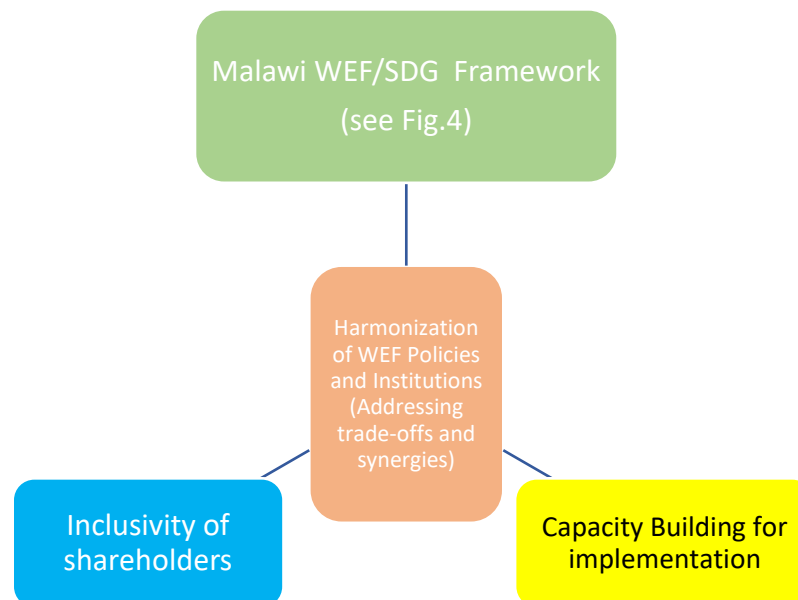 Malawi WEF/SDG Framework
(see Fig.4)
Harmonization
of WEF Policies
and Institutions
(Addressing
trade-offs and
synergies)
Inclusivity of
shareholders
Capacity Building for
implementation